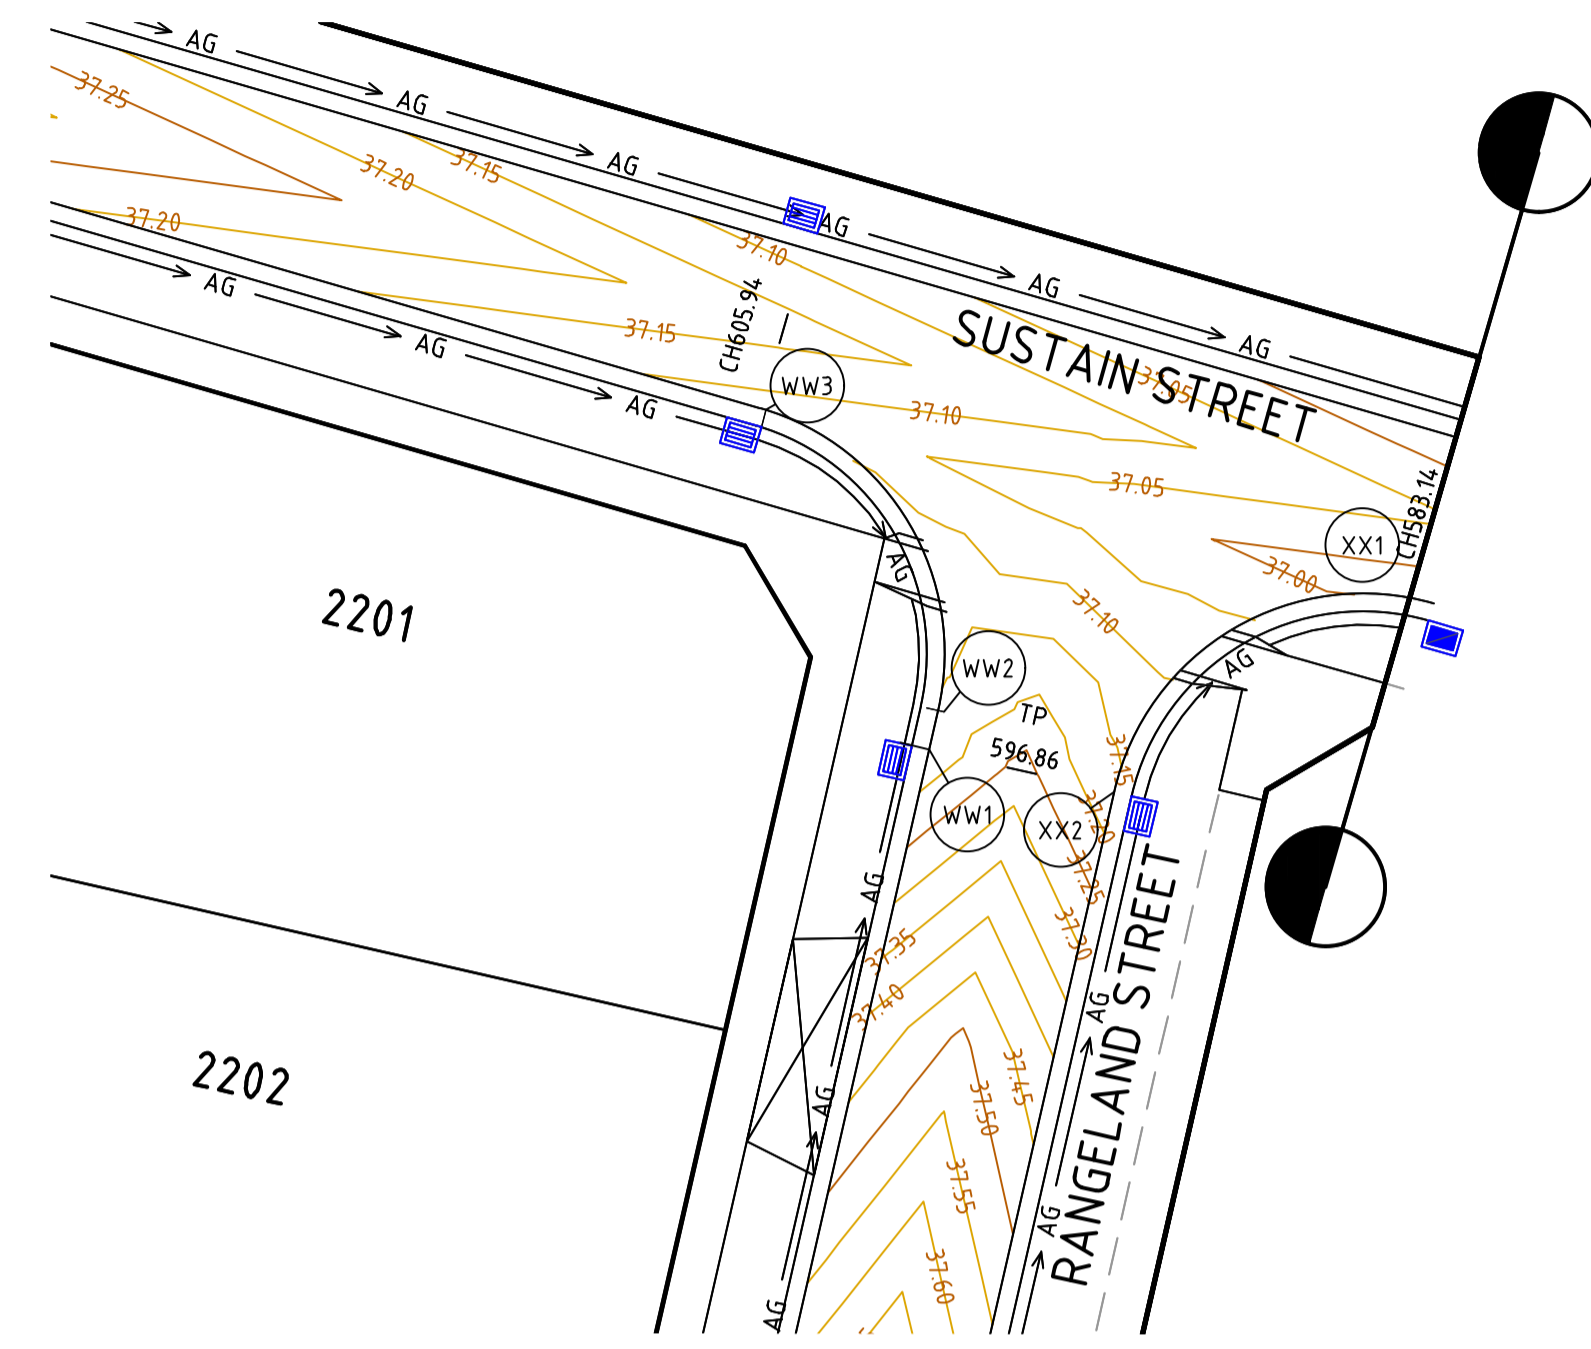 AG
37.25
AG
37.15
37.20
AG
37.20
AG
37.10
AG
AG
CH605.94
37.15
AG
WW3
SUSTAIN STREET
37.05
AG
AG
37.10
37.05
CH583.14
XX1
AG
37.00
2201
37.10
AG
WW2
TP
596.86
37.15
WW1
XX2
37.20
37.25
AG
37.30
37.35
37.40
AG
RANGELAND STREET
2202
37.45
AG
37.50
37.55
AG
37.60
AG